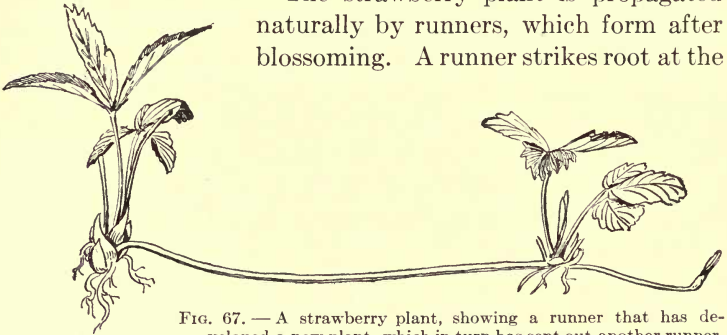 The strawberry plant is propagated
naturally by runners, which form after
blossoming. A runner strikes root at the
FIG. 67. — A strawberry plant, showing a runner that has de-
veloped a new plant, which in turn has sent out another runner